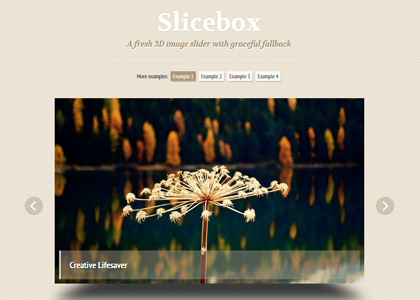 Slicebox
A fresh 3D image slider with graceful fallback
More examples: Example 1 Example 2 Example 3 Example 4
Creative Lifesaver